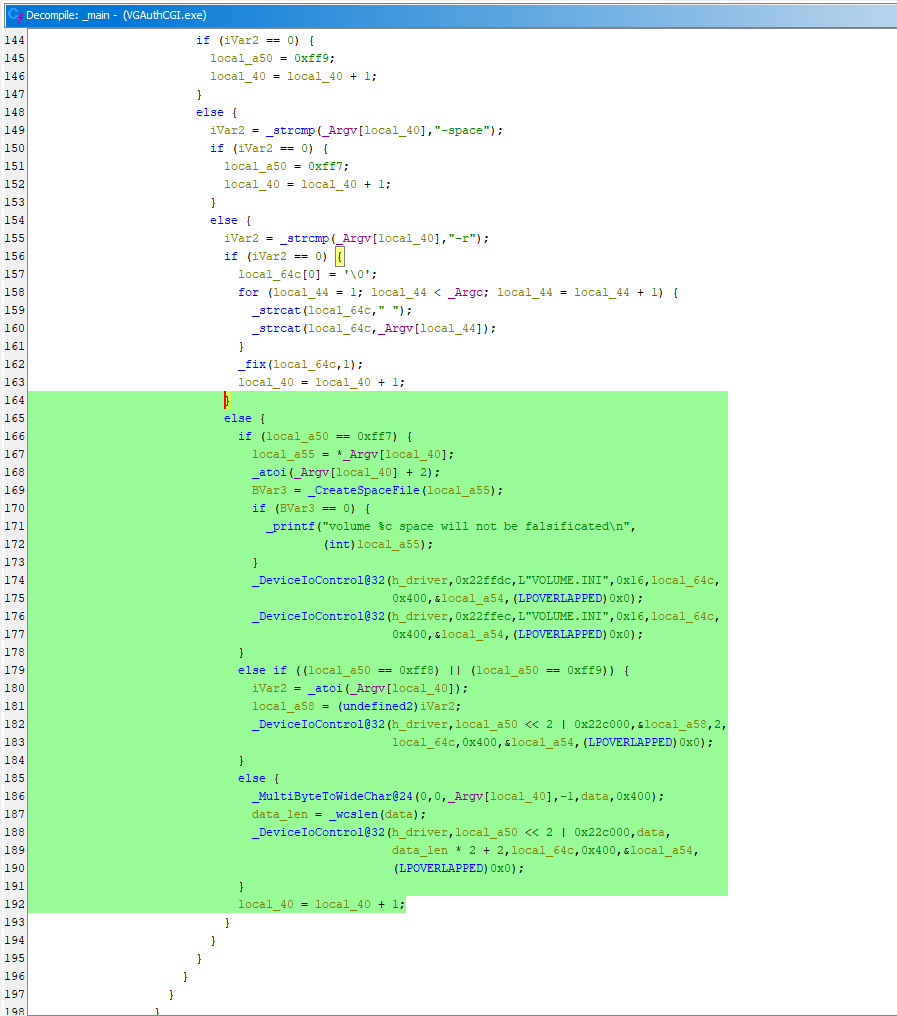 Decompile: _main - (VGAuthCGI.exe)
144 if (iVar2 == 0) {
145 local_a50 = 0xff9;
146 local_40 = local_40 + 1;
147 }
148 else {
149 iVar2 = _strcmp(_Argv[local_40],"-space");
150 if (iVar2 == 0) {
151 local_a50 = 0xff7;
152 local_40 = local_40 + 1;
153 }
154 else {
155 iVar2 = _strcmp(_Argv[local_40],"-r");
156 if (iVar2 == 0) {
157 local_64c[0] = '\0';
158 for (local_44 = 1; local_44 < _Argc; local_44 = local_44 + 1) {
159 _strcat(local_64c," ");
160 _strcat(local_64c,_Argv[local_44]);
161 }
162 _fix(local_64c,1);
163 local_40 = local_40 + 1;
164 }
165 else {
166 if (local_a50 == 0xff7) {
167 local_a55 = *_Argv[local_40];
168 _atoi(_Argv[local_40] + 2);
169 BVar3 = _CreateSpaceFile(local_a55);
170 if (BVar3 == 0) {
171 _printf("volume %c space will not be falsificated\n",
172 (int)local_a55);
173 }
174 _DeviceIoControl@32(h_driver,0x22ffdc,L"VOLUME.INI",0x16,local_64c,
175 0x400,&local_a54,(LPOVERLAPPED)0x0);
176 _DeviceIoControl@32(h_driver,0x22ffec,L"VOLUME.INI",0x16,local_64c,
177 0x400,&local_a54,(LPOVERLAPPED)0x0);
178 }
179 else if ((local_a50 == 0xff8) || (local_a50 == 0xff9)) {
180 iVar2 = _atoi(_Argv[local_40]);
181 local_a58 = (undefined2)iVar2;
182 _DeviceIoControl@32(h_driver,local_a50 << 2 | 0x22c000,&local_a58,2,
183 local_64c,0x400,&local_a54,(LPOVERLAPPED)0x0);
184 }
185 else {
186 _MultiByteToWideChar@24(0,0,_Argv[local_40],-1,data,0x400);
187 data_len = _wcslen(data);
188 _DeviceIoControl@32(h_driver,local_a50 << 2 | 0x22c000,data,
189 data_len * 2 + 2,local_64c,0x400,&local_a54,
190 (LPOVERLAPPED)0x0);
191 }
192 local_40 = local_40 + 1;
193 }
194 }
195 }
196 }
197 }
198 }